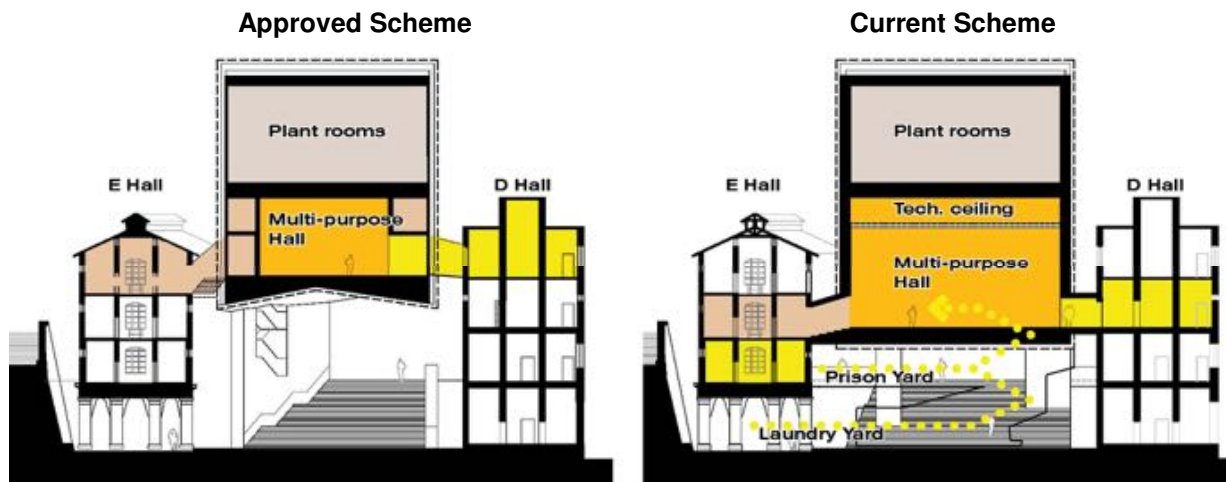 Approved Scheme
Plant rooms
E Hall
D Hall
Multi-purpose
Hall
Current Scheme
Plant rooms
E Hall
D Hall
Tech. ceiling
Multi-purpose
Hall
Prison Yard
Laundry Yard